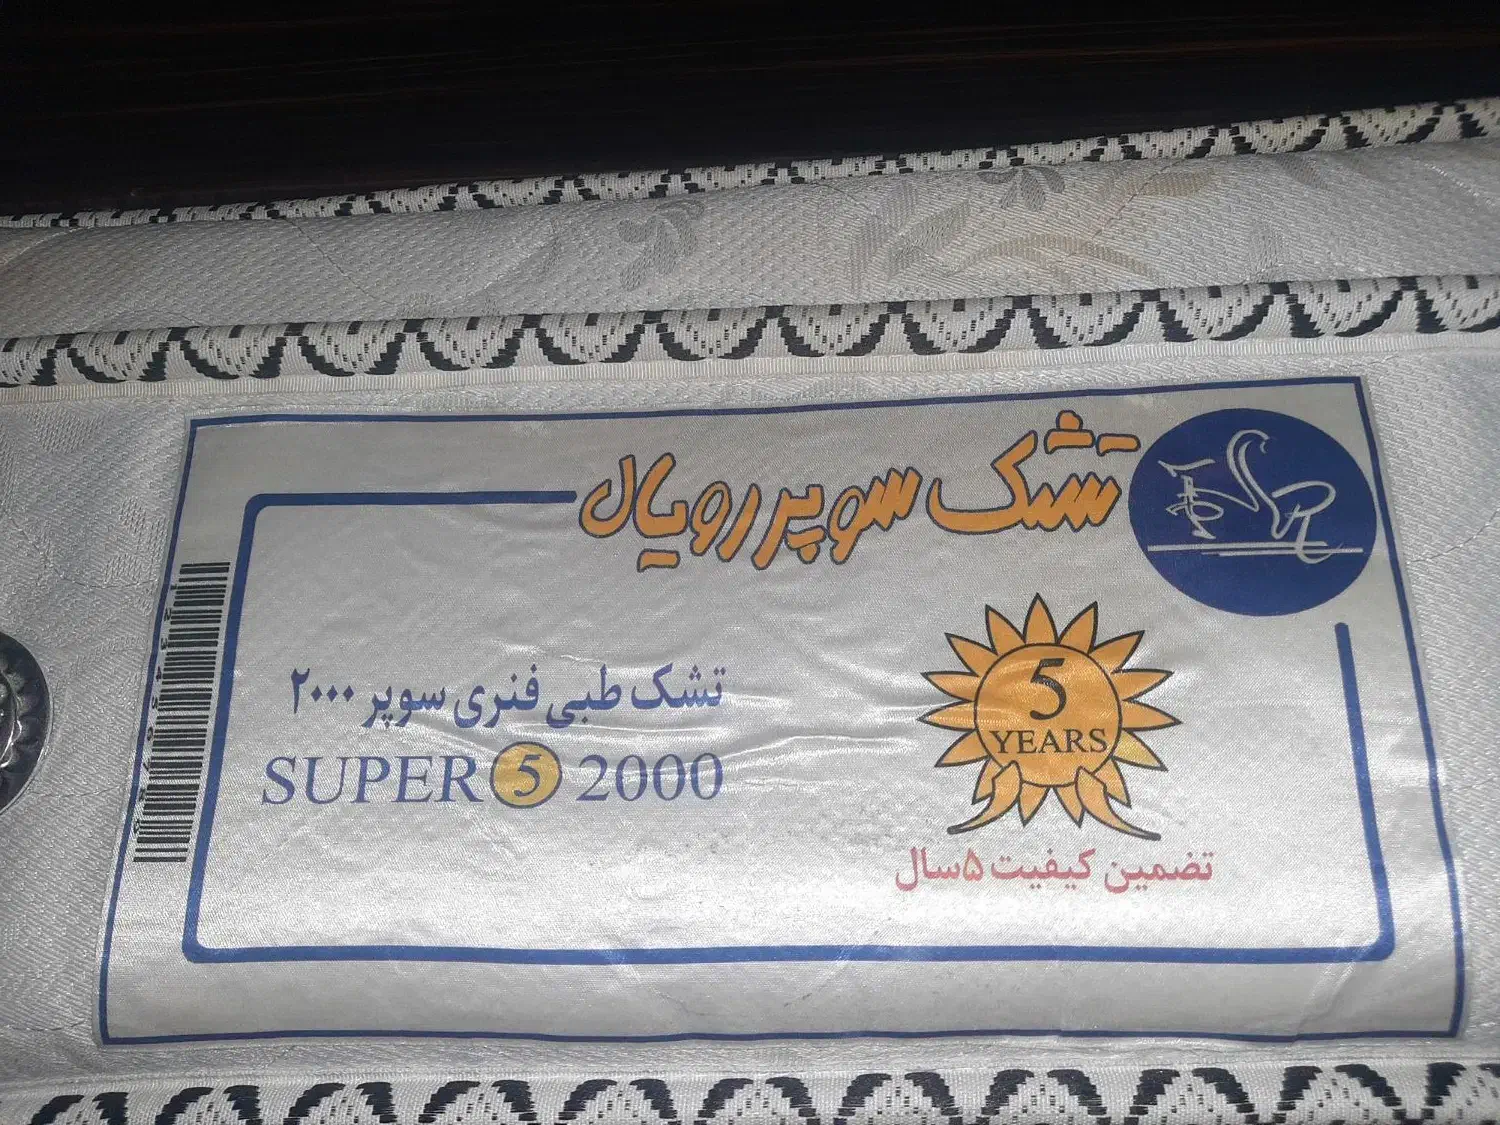 تشک سوپر رویال
5
YEARS
تضمین کیفیت ۵ سال
تشک طبی فنری سوپر ۲۰۰۰
SUPER 5 2000